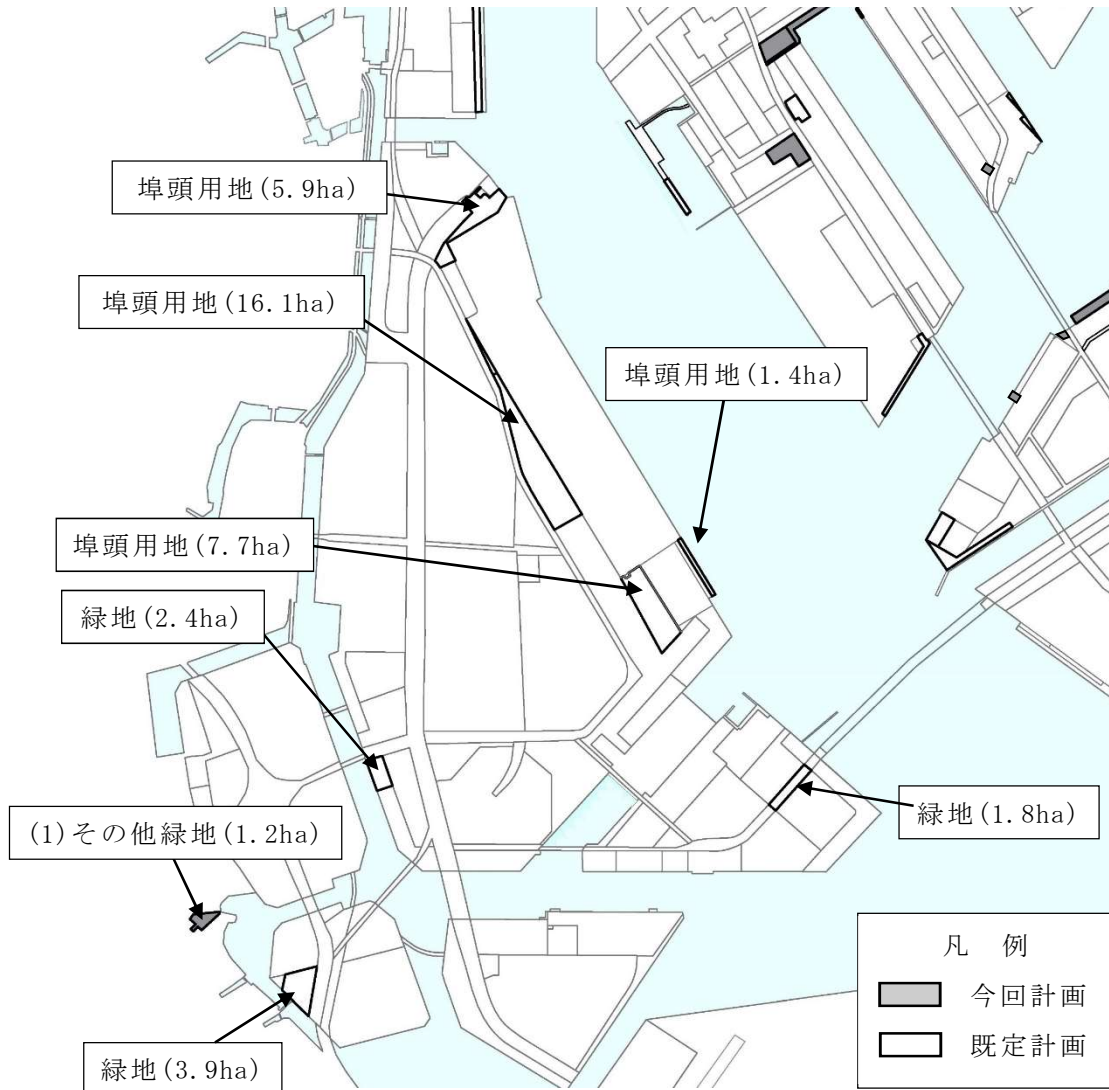 埠頭用地(5.9ha)
埠頭用地(16.1ha)
埠頭用地(1.4ha)
埠頭用地(7.7ha)
緑地(2.4ha)
緑地(1.8ha)
(1)その他緑地(1.2ha)
緑地(3.9ha)
凡 例
今回計画
既定計画